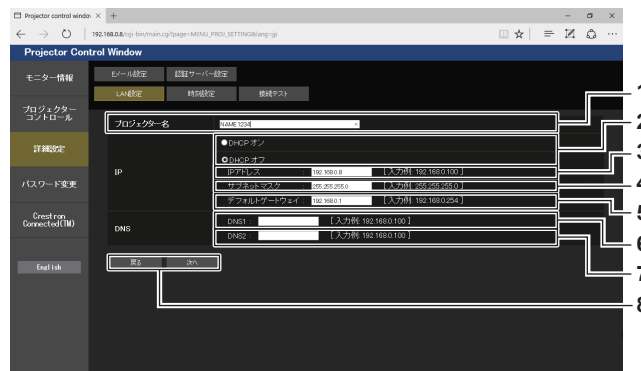 Projector control window
192.168.0.8/cgi-bin/main.cgi?page=MENU_PROJ_SETTING&lang=jp
Projector Control Window
モニター情報
プロジェクター
コントロール
詳細設定
パスワード変更
Crestron
Connected(TM)
English
Eメール設定 認証サーバー設定
LAN設定 時刻設定 接続テスト
プロジェクター名 NAME1234 1
IP
DHCP オン 2
DHCP オフ
IPアドレス : 192.168.0.8 [入力例: 192.168.0.100 ] 3
サブネットマスク : 255.255.255.0 [入力例: 255.255.255.0 ] 4
デフォルトゲートウェイ : 192.168.0.1 [入力例: 192.168.0.254 ] 5
DNS
DNS1 : [入力例: 192.168.0.100 ] 6
DNS2 : [入力例: 192.168.0.100 ] 7
戻る 次へ 8